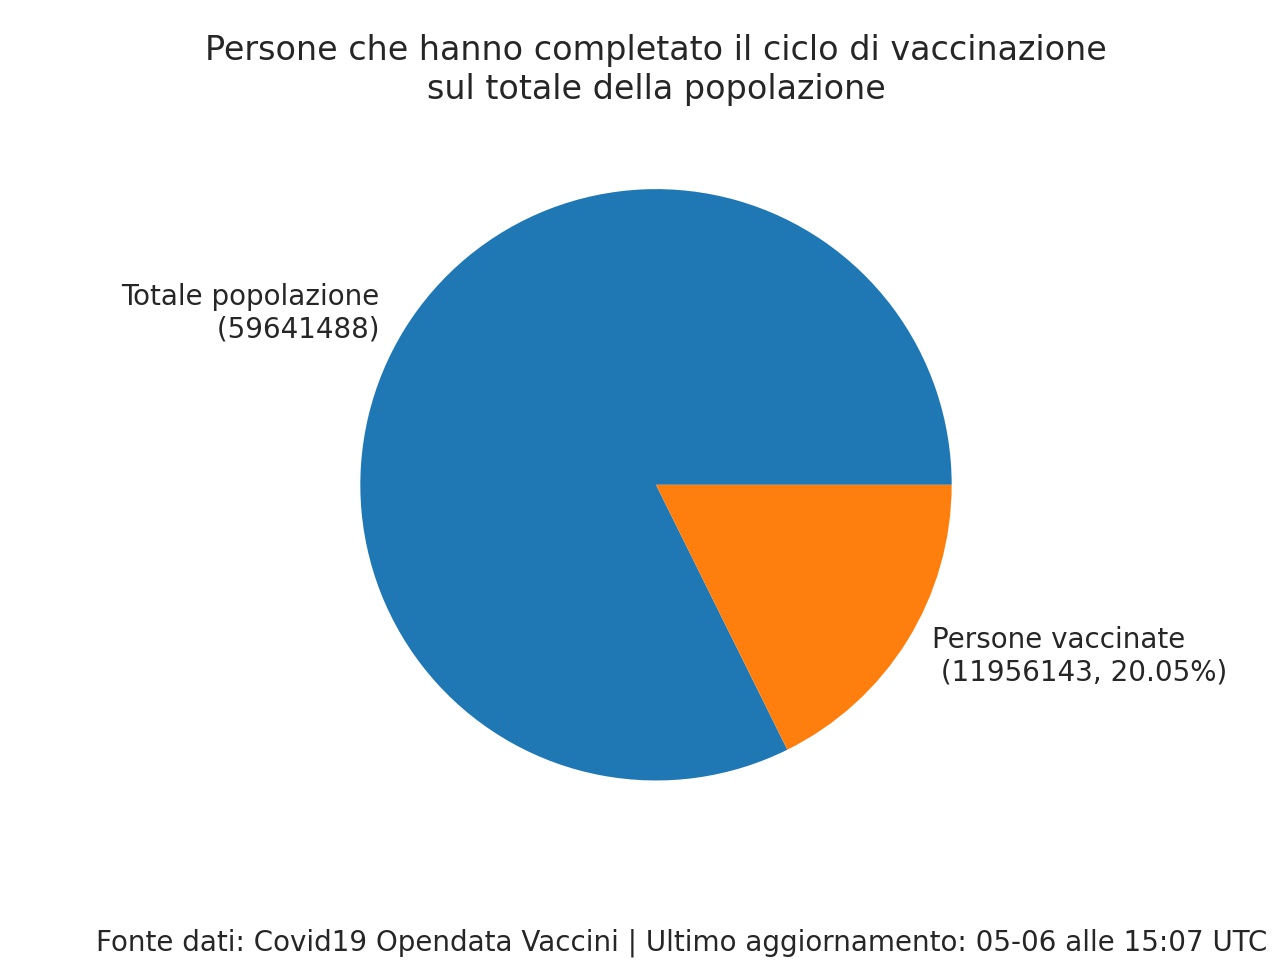 Persone che hanno completato il ciclo di vaccinazione
sul totale della popolazione
Totale popolazione
(59641488)
Persone vaccinate
(11956143, 20.05%)
Fonte dati: Covid19 Opendata Vaccini | Ultimo aggiornamento: 05-06 alle 15:07 UTC